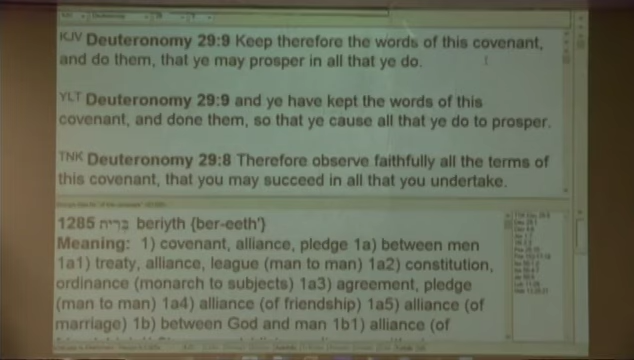 KJV Deuteronomy 29:9 Keep therefore the words of this covenant,
and do them, that ye may prosper in all that ye do.
YLT Deuteronomy 29:9 and ye have kept the words of this
covenant, and done them, so that ye cause all that ye do to prosper.
TNK Deuteronomy 29:8 Therefore observe faithfully all the terms of
this covenant, that you may succeed in all that you undertake.
1285 ברית beriyth {ber-eeth'}
Meaning: 1) covenant, alliance, pledge 1a) between men
1a1) treaty, alliance, league (man to man) 1a2) constitution,
ordinance (monarch to subjects) 1a3) agreement, pledge
(man to man) 1a4) alliance (of friendship) 1a5) alliance (of
marriage) 1b) between God and man 1b1) alliance (of